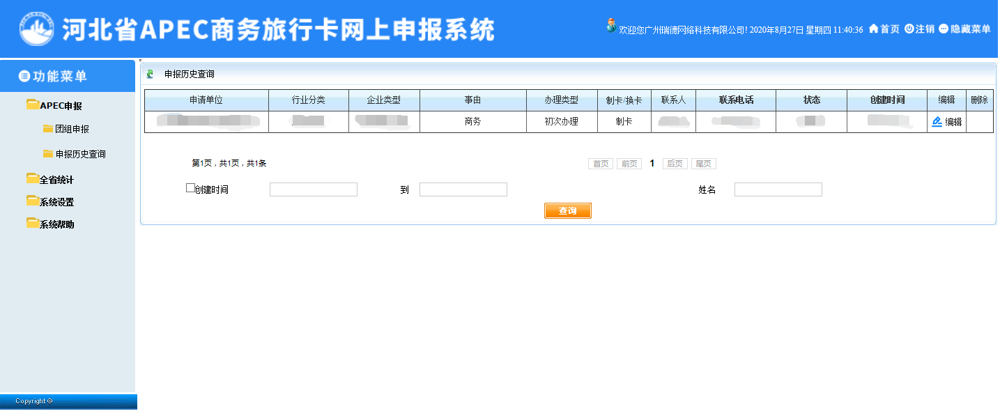 河北省APEC商务旅行卡网上申报系统
欢迎您广州瑞德网络科技有限公司! 2020年8月27日 星期四 11:40:36 首页 注销 隐藏菜单
功能菜单
APEC申报
团组申报
申报历史查询
全省统计
系统设置
系统帮助
Copyright ©
申报历史查询
申请单位 行业分类 企业类型 事由 办理类型 制卡/换卡 联系人 联系电话 状态 创建时间 编辑 删除
商务 初次办理 制卡 编辑
第1页，共1页，共1条 首页 前页 1 后页 尾页
创建时间 到 姓名
查询